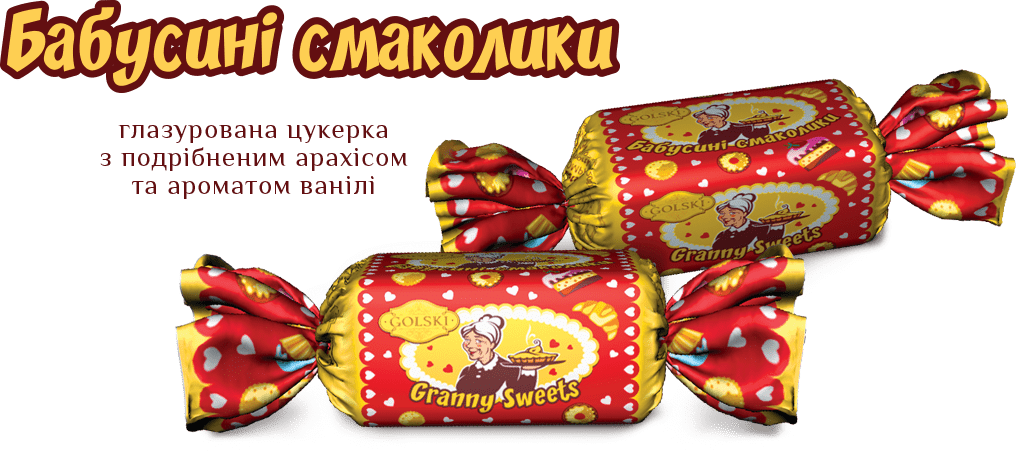 Бабусині смаколики
глазурована цукерка
з подрібненим арахісом
та ароматом ванілі
GOLSKI
Бабусині смаколики
GOLSKI
Granny Sweets
GOLSKI
Granny Sweets